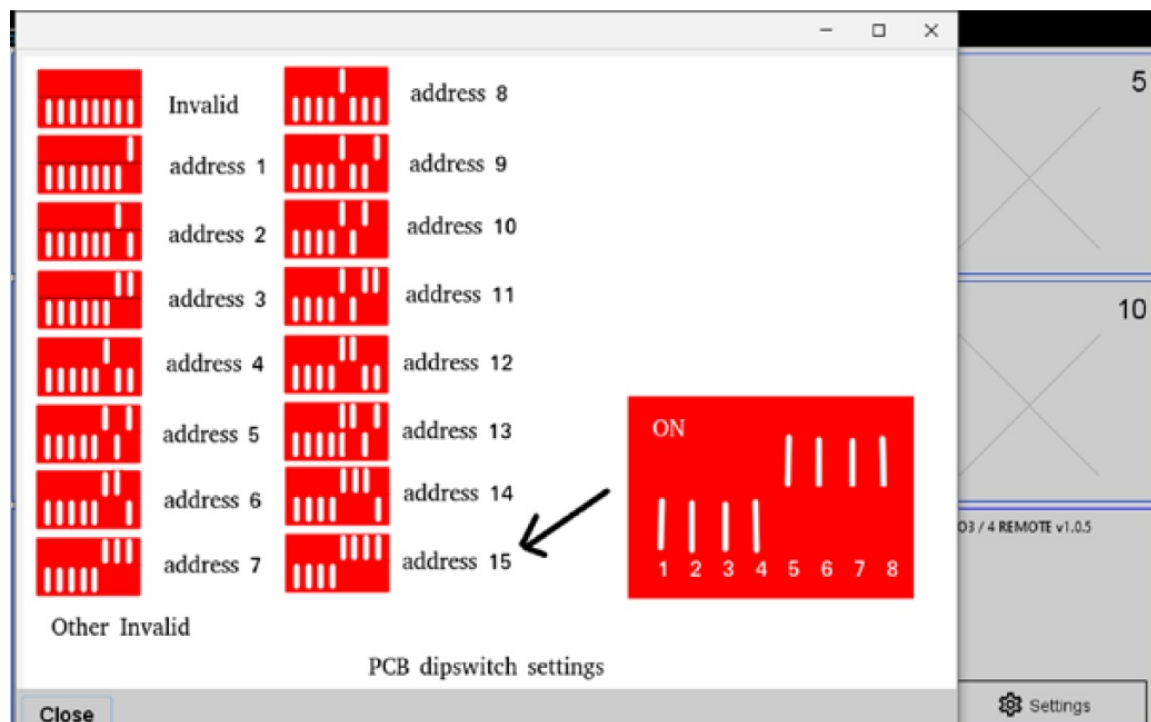 Invalid
address 1
address 2
address 3
address 4
address 5
address 6
address 7
Other Invalid
address 8
address 9
address 10
address 11
address 12
address 13
address 14
address 15
ON
1 2 3 4 5 6 7 8
PCB dipswitch settings
Close
5
10
/ 4 REMOTE v1.0.5
Settings